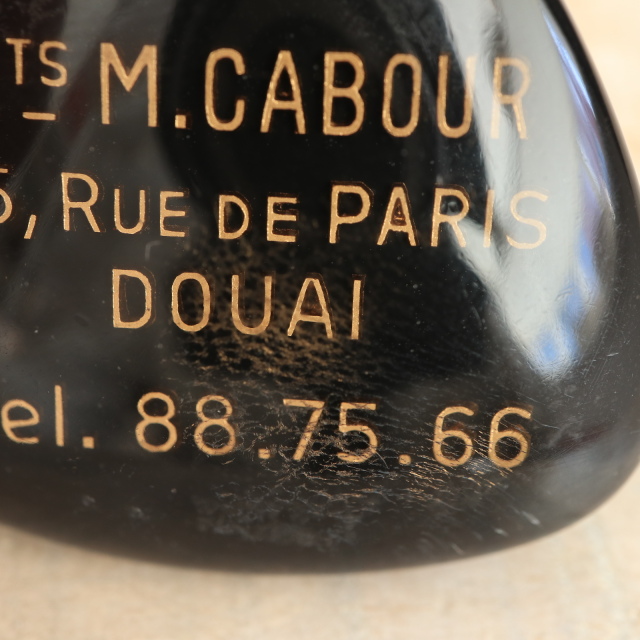 TS M. CABOUR
5, RUE DE PARIS
DOUAI
el. 88.75.66